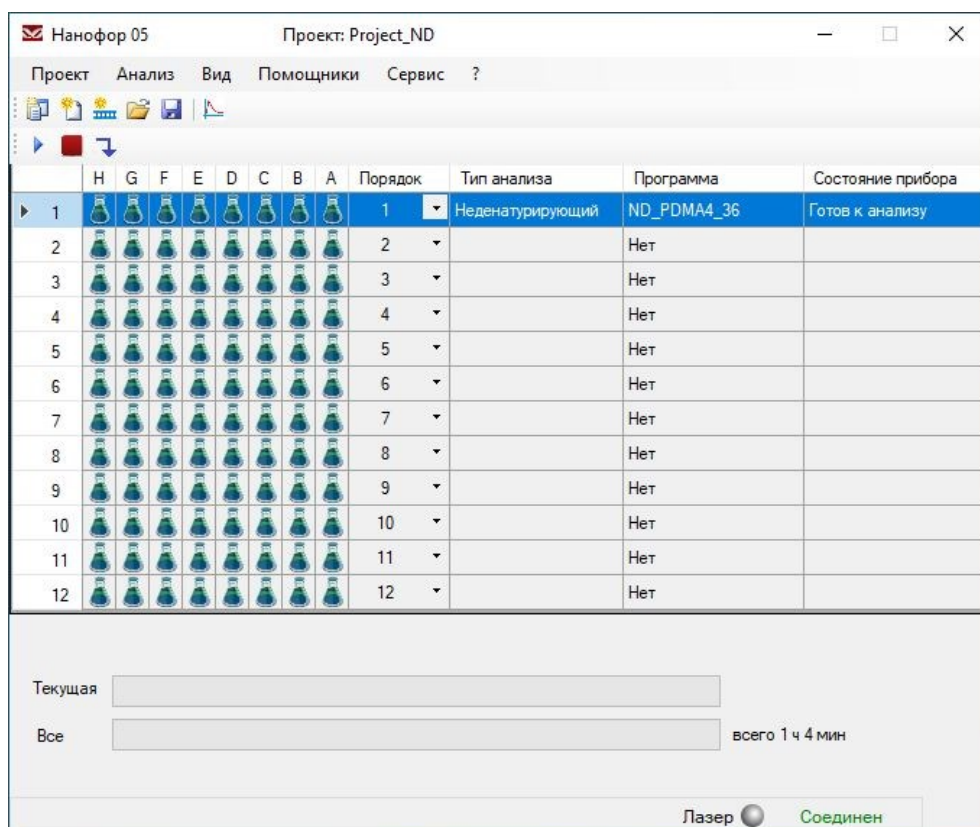 Нанофор 05 Проект: Project_ND
Проект Анализ Вид Помощники Сервис ?
H G F E D C B A Порядок Тип анализа Программа Состояние прибора
1 1 Неденатурирующий ND_PDMA4_36 Готов к анализу
2 2 Нет
3 3 Нет
4 4 Нет
5 5 Нет
6 6 Нет
7 7 Нет
8 8 Нет
9 9 Нет
10 10 Нет
11 11 Нет
12 12 Нет
Текущая
Все всего 1 ч 4 мин
Лазер Соединен